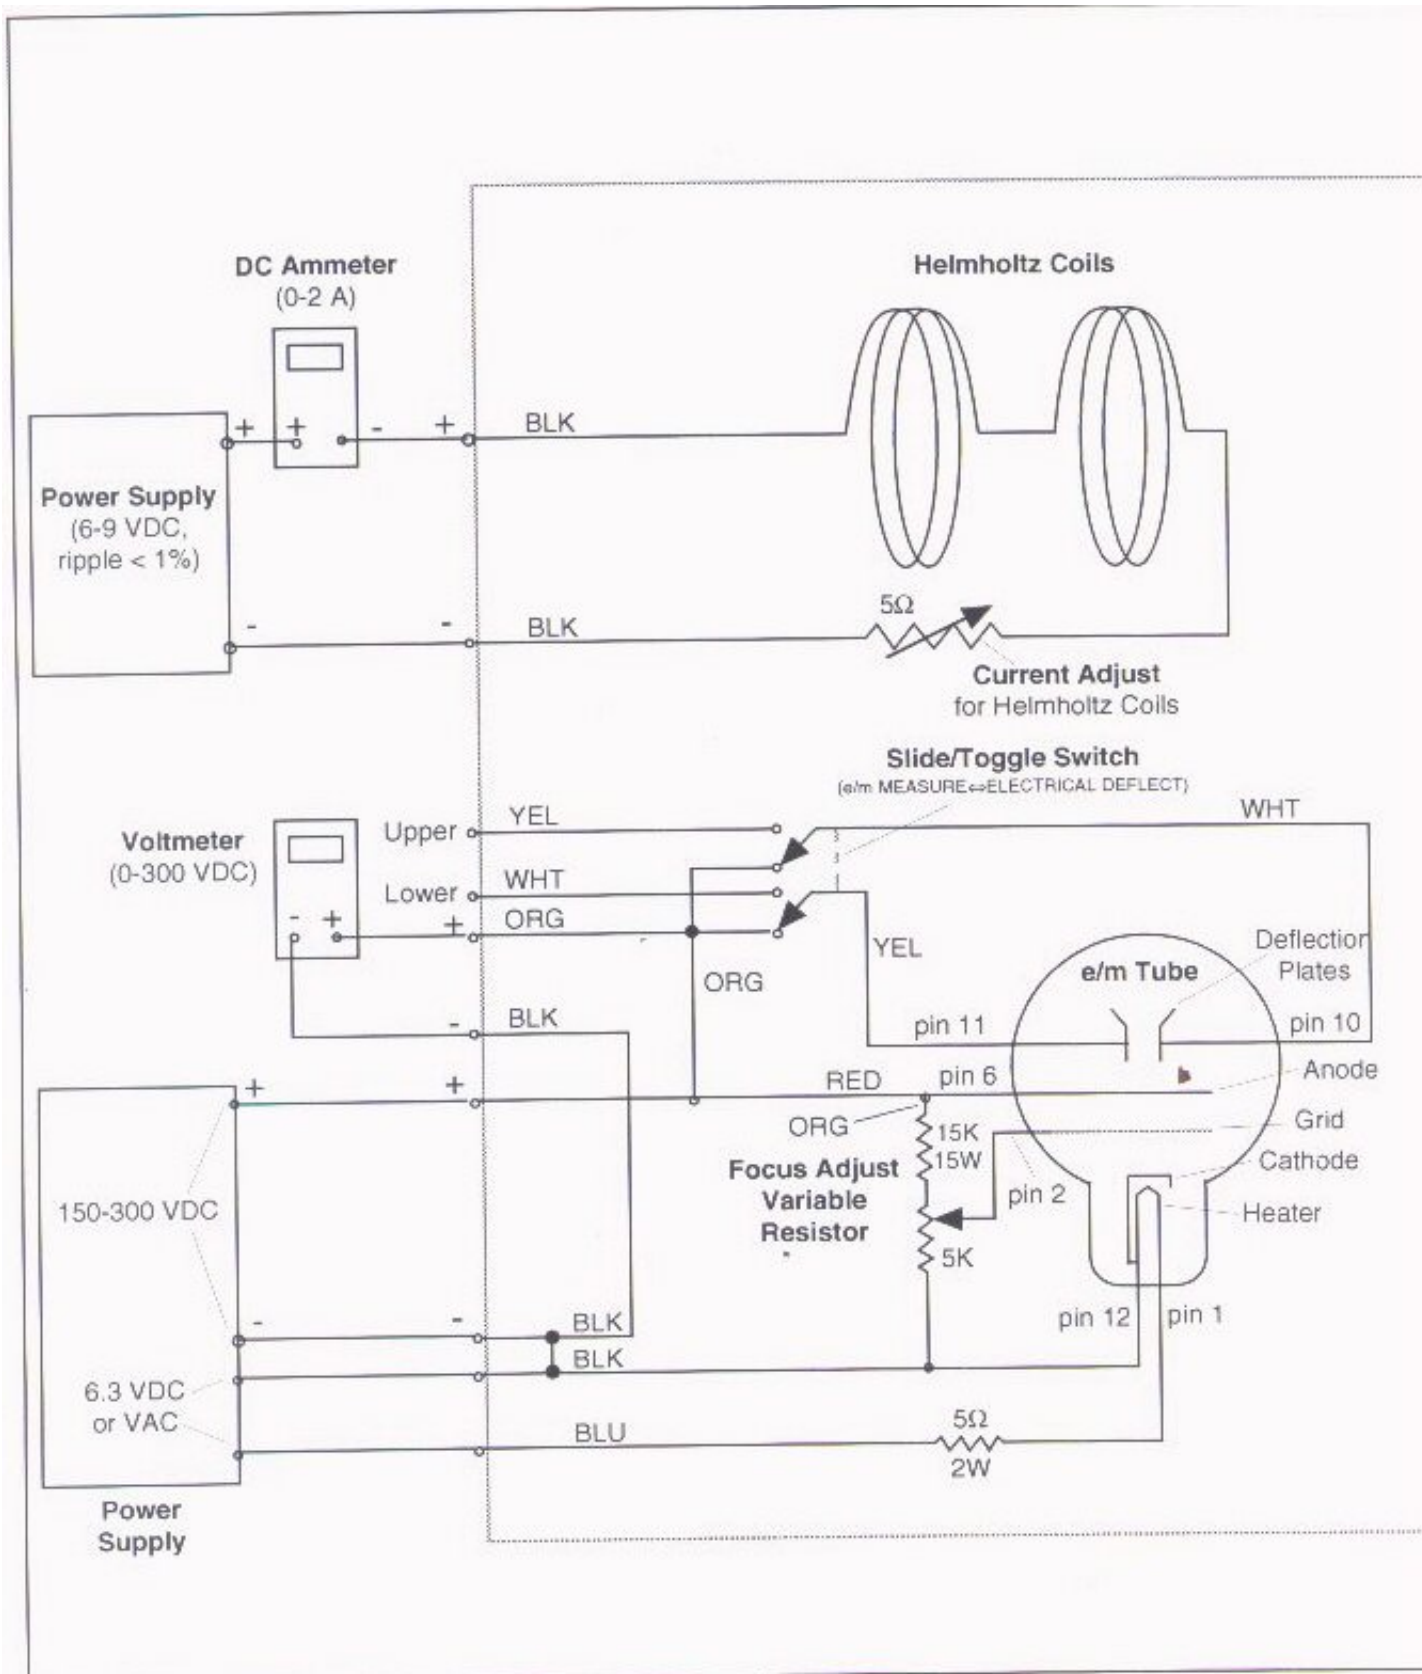 DC Ammeter
(0-2 A)
Helmholtz Coils
+ + - + BLK
Power Supply
(6-9 VDC,
ripple < 1%)
- - BLK
5Ω
Current Adjust
for Helmholtz Coils
Slide/Toggle Switch
(e/m MEASURE⇔ELECTRICAL DEFLECT)
Voltmeter
(0-300 VDC)
Upper YEL
WHT
Lower WHT
- + + ORG
YEL
ORG
e/m Tube
Deflection
Plates
- BLK
pin 11
pin 10
+ + RED
pin 6
Anode
ORG
15K
15W
Grid
Focus Adjust
Variable
Resistor
pin 2
Cathode
Heater
150-300 VDC
5K
- - BLK
pin 12
pin 1
BLK
6.3 VDC
or VAC
BLU
5Ω
2W
Power
Supply